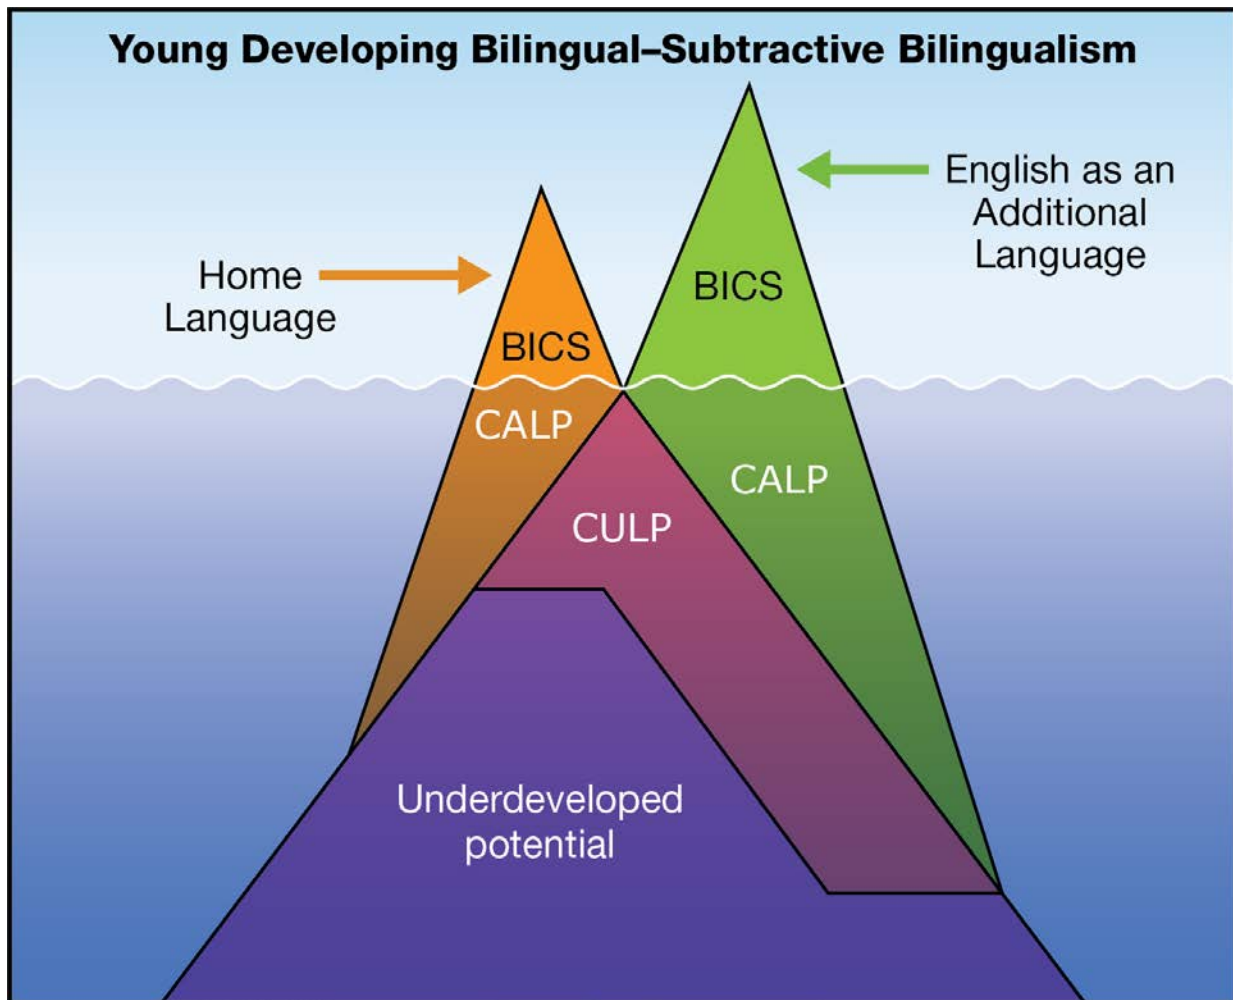 Young Developing Bilingual–Subtractive Bilingualism
English as an
Additional
Language
Home
Language
BICS
BICS
CALP
CALP
CULP
Underdeveloped
potential